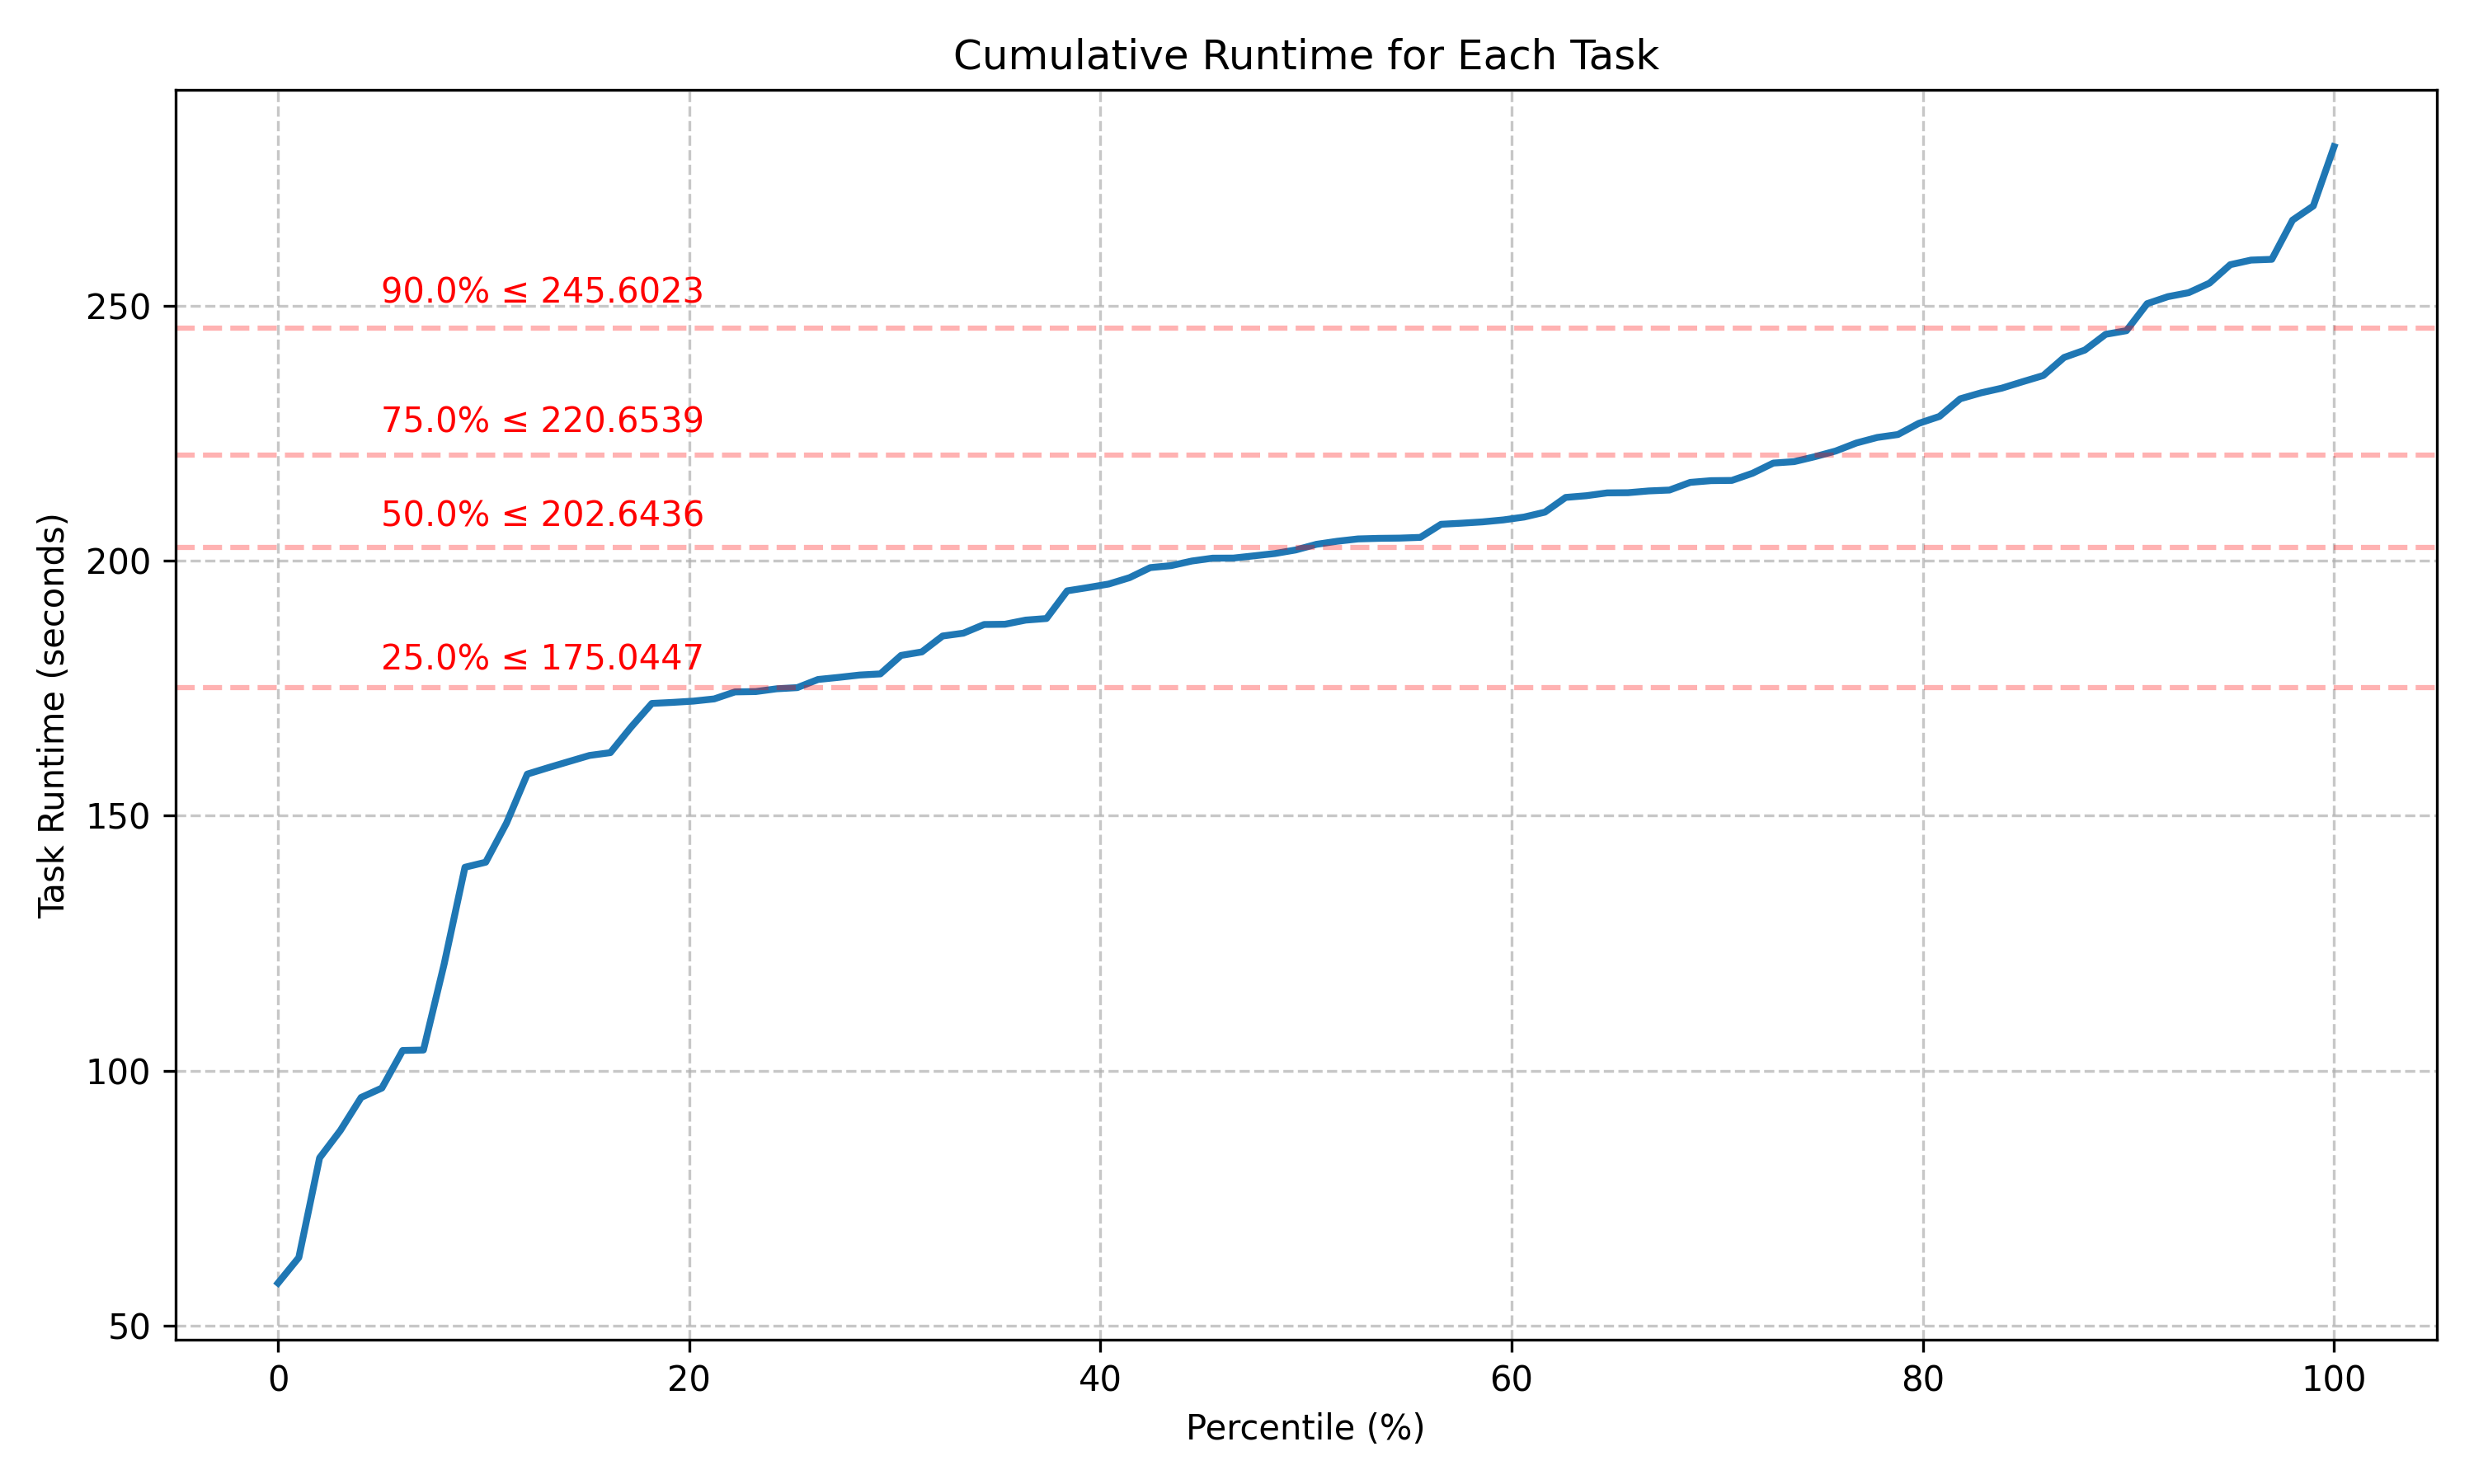 Cumulative Runtime for Each Task
Task Runtime (seconds)
250
200
150
100
50
90.0% ≤ 245.6023
75.0% ≤ 220.6539
50.0% ≤ 202.6436
25.0% ≤ 175.0447
0 20 40 60 80 100
Percentile (%)